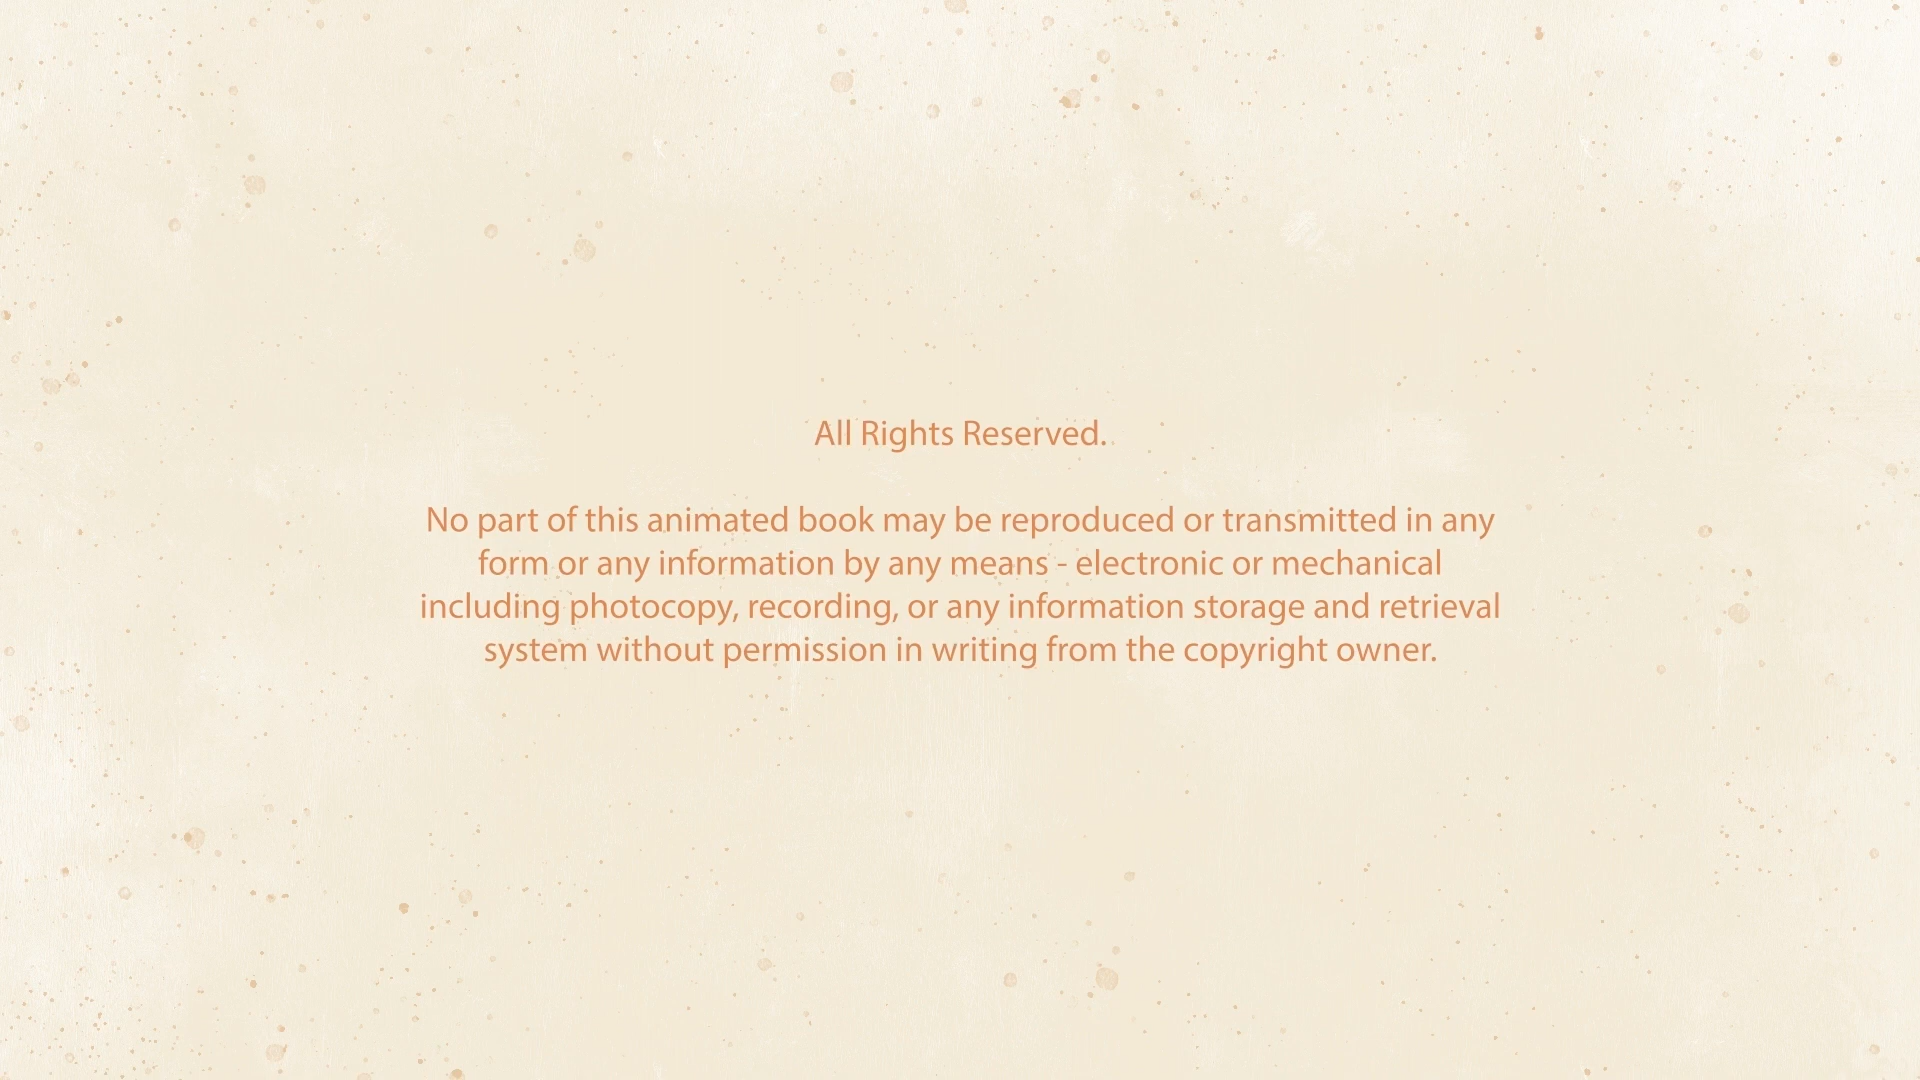 All Rights Reserved.
No part of this animated book may be reproduced or transmitted in any
form or any information by any means - electronic or mechanical
including photocopy, recording, or any information storage and retrieval
system without permission in writing from the copyright owner.